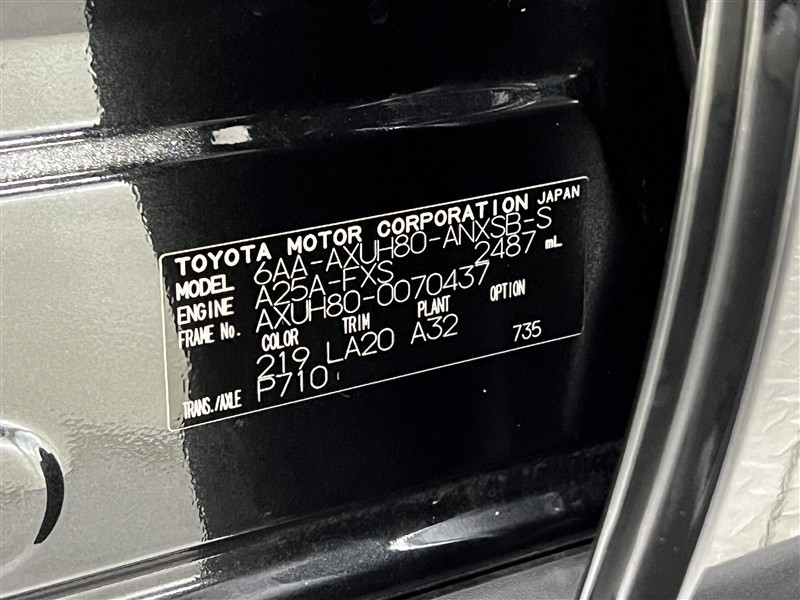 TOYOTA MOTOR CORPORATION JAPAN
MODEL 6AA-AXUH80-ANXSB-S
ENGINE A25A-FXS 2487 mL
FRAME No. AXUH80-0070437
COLOR TRIM PLANT OPTION
219 LA20 A32 735
TRANS./AXLE P710